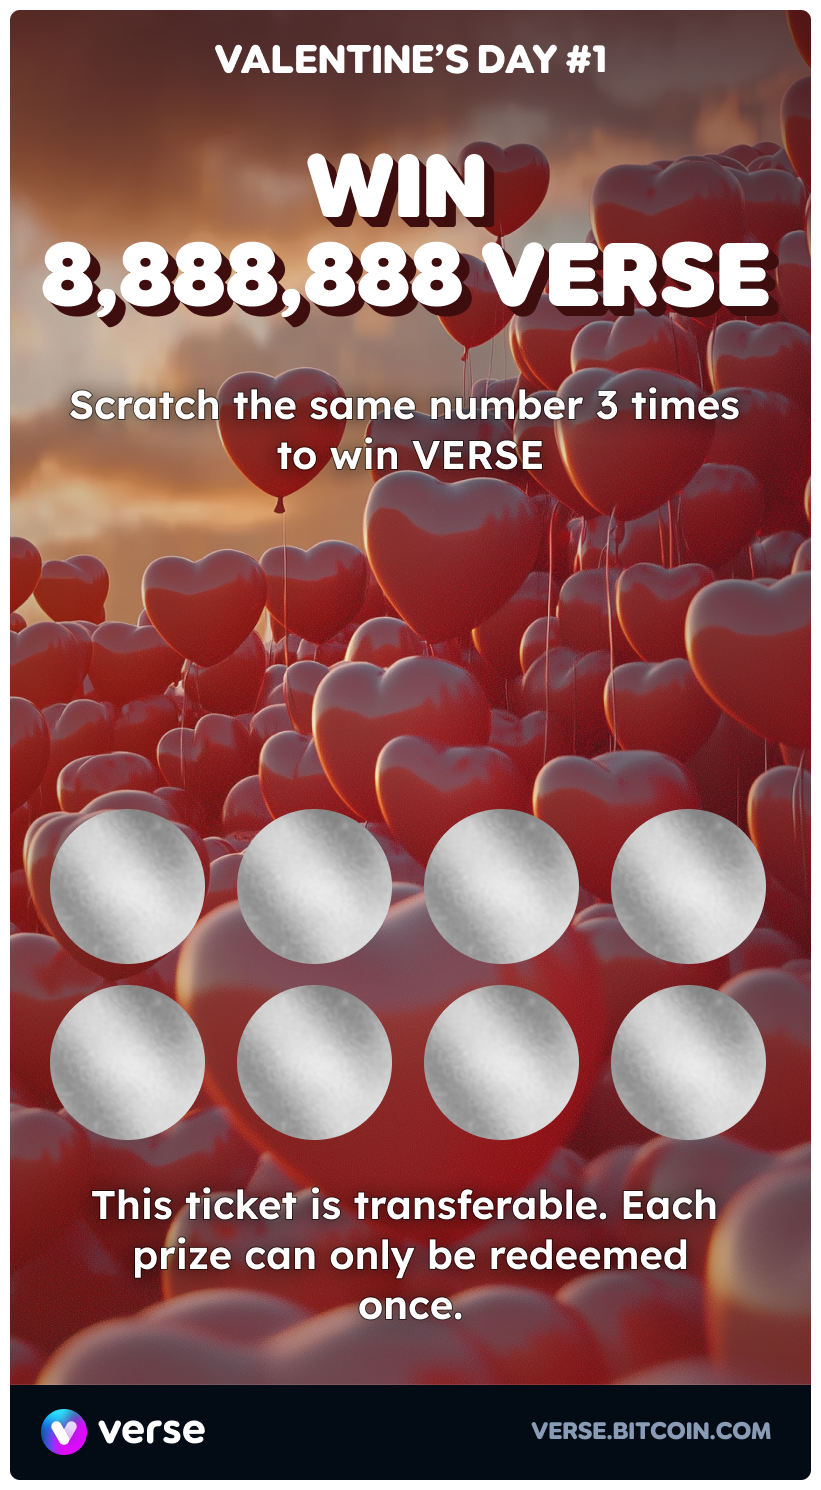 VALENTINE’S DAY #1
WIN
8,888,888 VERSE
Scratch the same number 3 times
to win VERSE
This ticket is transferable. Each
prize can only be redeemed
once.
verse
VERSE.BITCOIN.COM